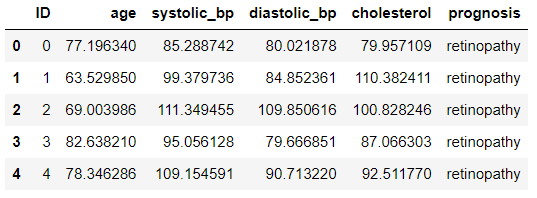 ID age systolic_bp diastolic_bp cholesterol prognosis
0 0 77.196340 85.288742 80.021878 79.957109 retinopathy
1 1 63.529850 99.379736 84.852361 110.382411 retinopathy
2 2 69.003986 111.349455 109.850616 100.828246 retinopathy
3 3 82.638210 95.056128 79.666851 87.066303 retinopathy
4 4 78.346286 109.154591 90.713220 92.511770 retinopathy